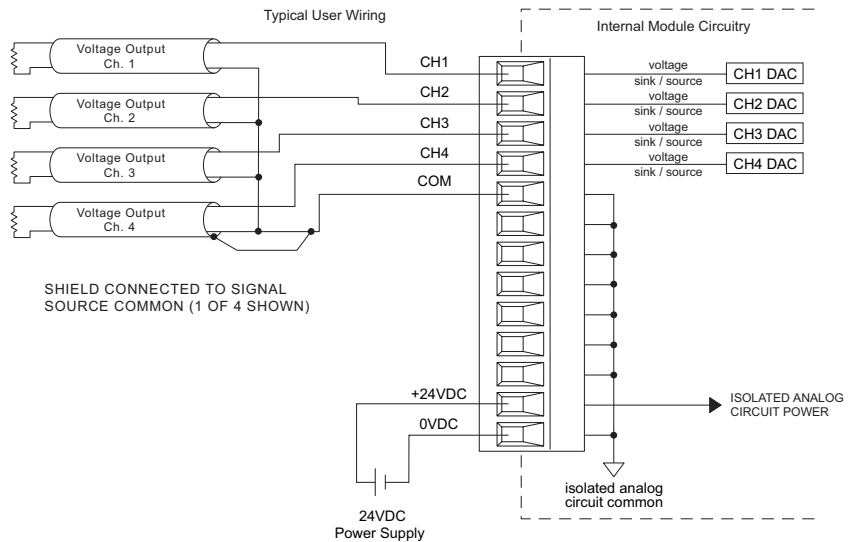 Typical User Wiring
Internal Module Circuitry
Voltage Output
Ch. 1
Voltage Output
Ch. 2
Voltage Output
Ch. 3
Voltage Output
Ch. 4
SHIELD CONNECTED TO SIGNAL
SOURCE COMMON (1 OF 4 SHOWN)
CH1
CH2
CH3
CH4
COM
+24VDC
0VDC
24VDC
Power Supply
voltage
sink / source
CH1 DAC
voltage
sink / source
CH2 DAC
voltage
sink / source
CH3 DAC
voltage
sink / source
CH4 DAC
ISOLATED ANALOG
CIRCUIT POWER
isolated analog
circuit common